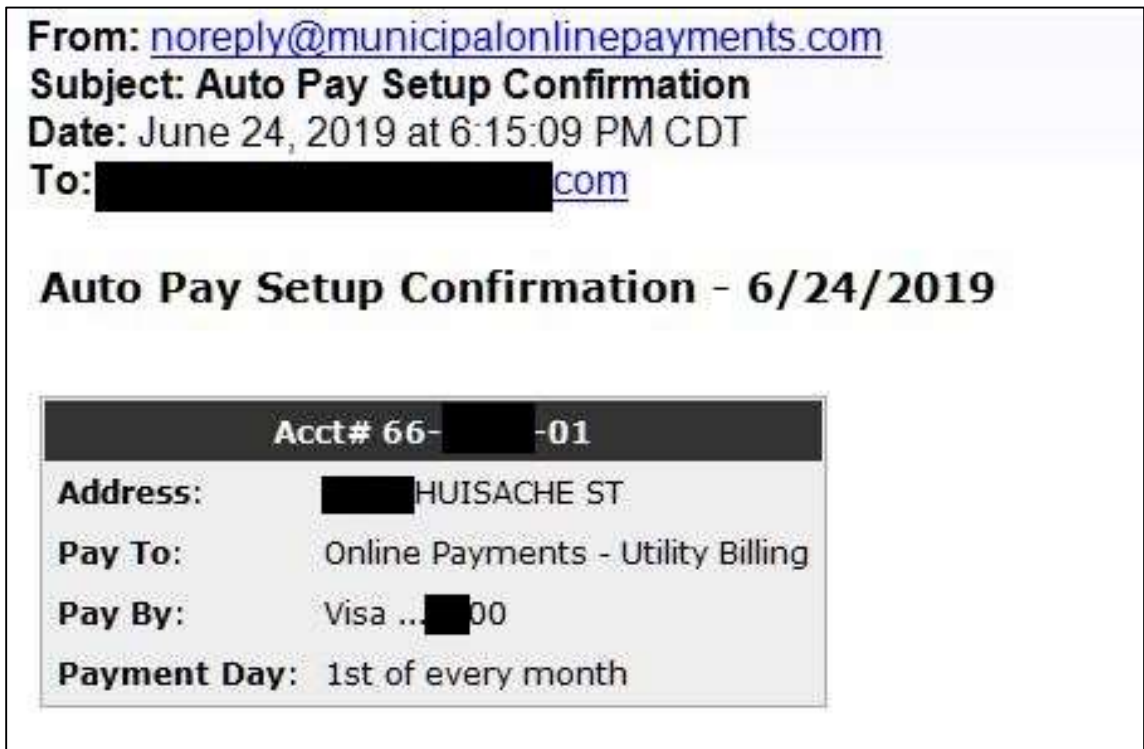 From: noreply@municipalonlinepayments.com
Subject: Auto Pay Setup Confirmation
Date: June 24, 2019 at 6:15:09 PM CDT
To: com
Auto Pay Setup Confirmation - 6/24/2019
Acct# 66- -01
Address: HUISACHE ST
Pay To: Online Payments - Utility Billing
Pay By: Visa ... 00
Payment Day: 1st of every month